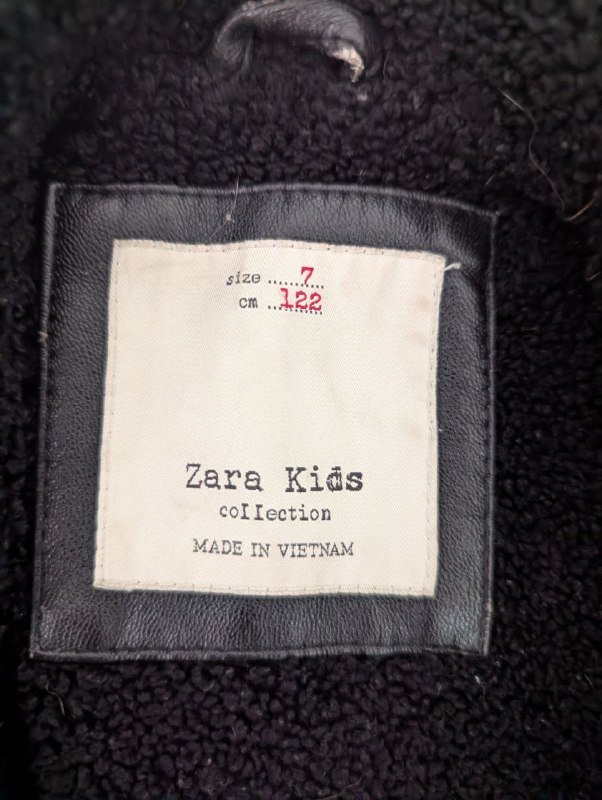 size ......7...
cm ..122....
Zara Kids
collection
MADE IN VIETNAM